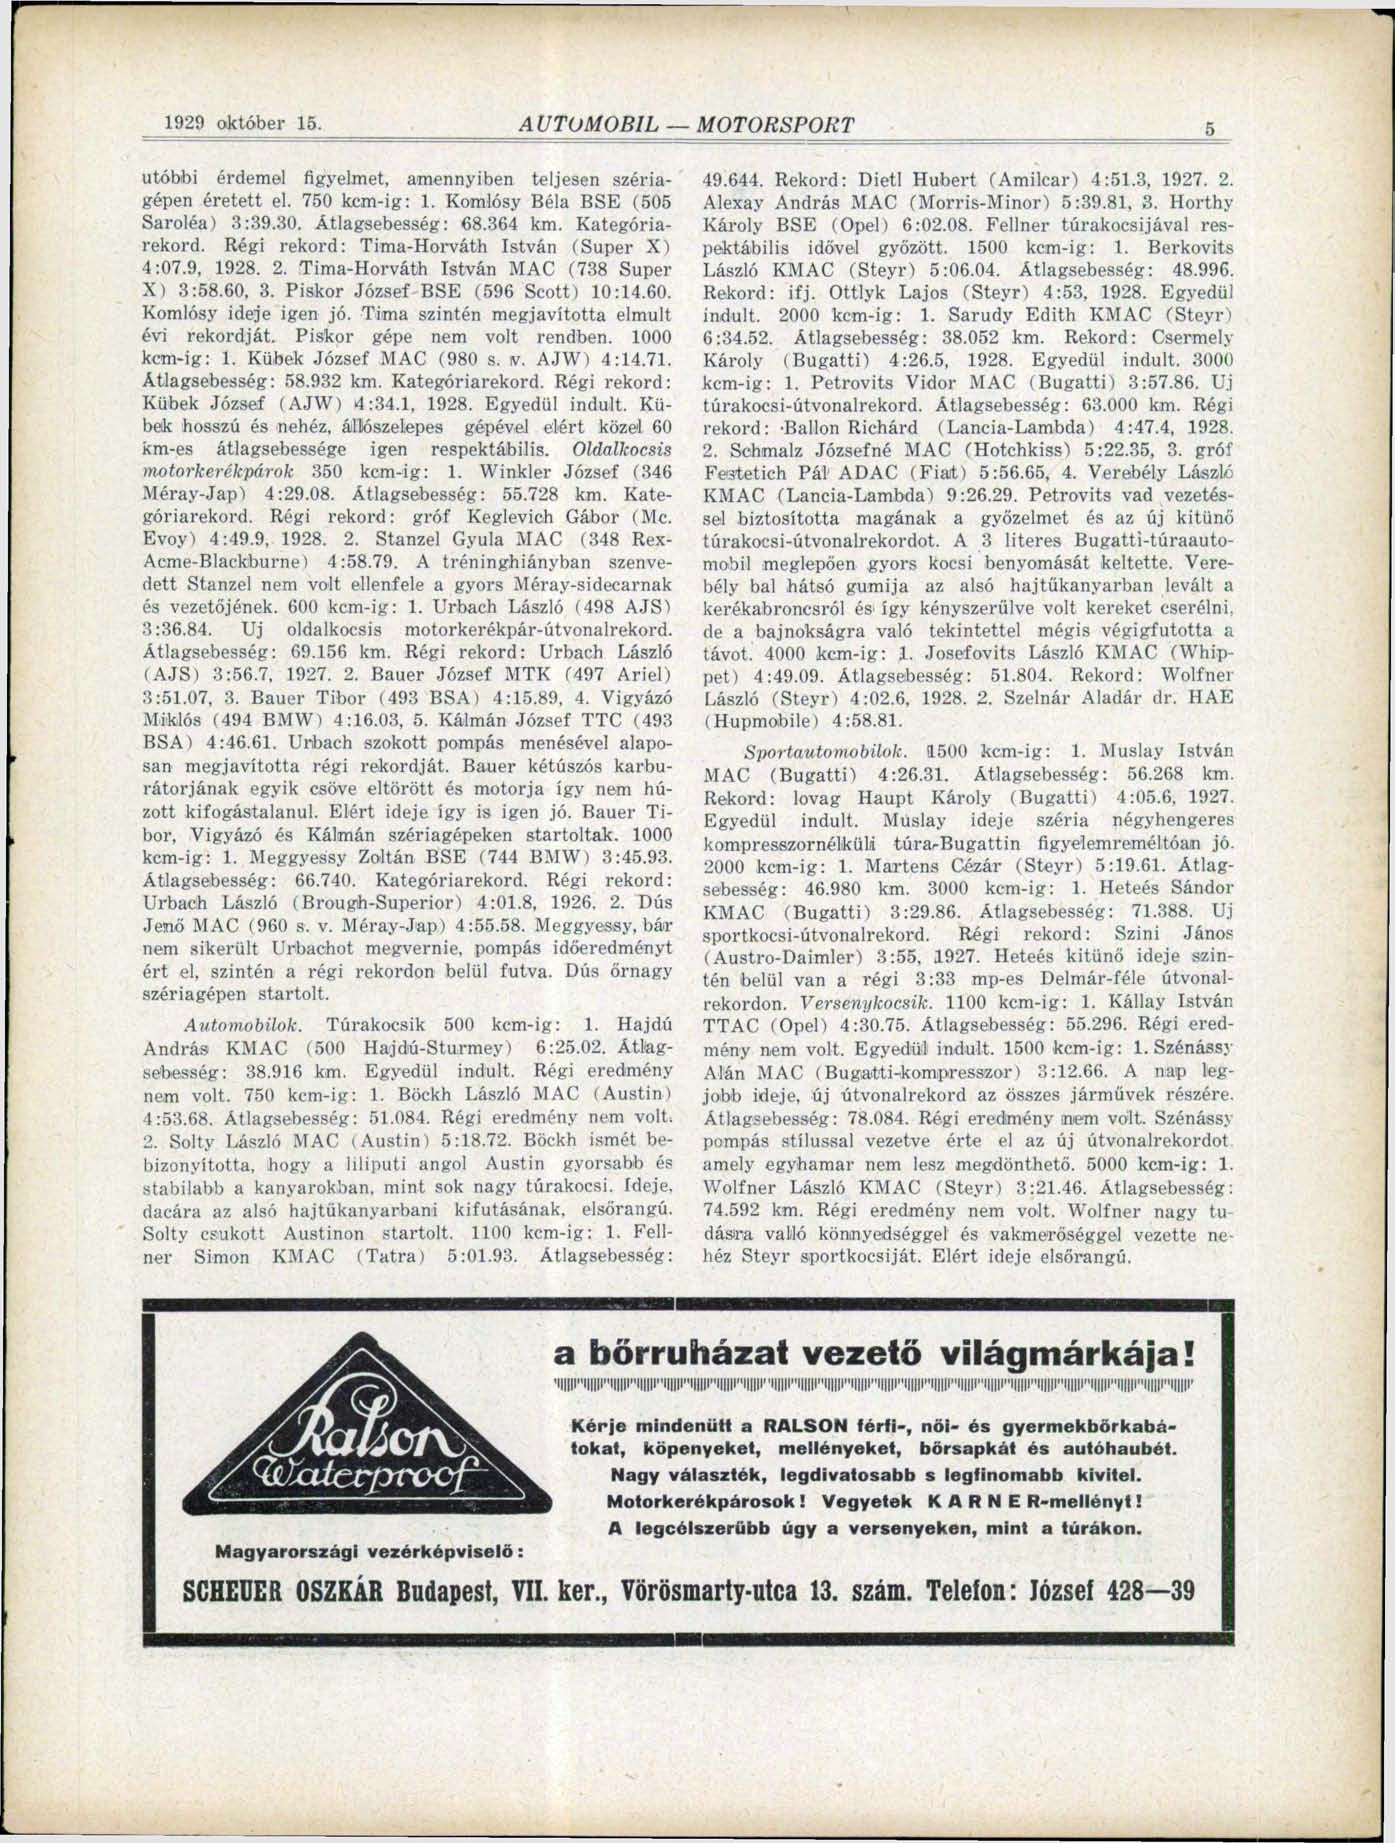 1929 október 15.
AUTOMOBIL — MOTORSPORT
5
utóbbi érdemel figyelmet, amennyiben teljesen széria-
gépen éretett el. 750 kcm-ig: 1. Komlósy Béla BSE (505
Saroléa) 3:39.30. Átlagsebesség: 68.364 km. Kategória-
rekord. Régi rekord: Tima-Horváth István (Super X)
4:07.9, 1928. 2. Tima-Horváth István MAC (738 Super
X) 3:58.60, 3. Piskor József BSE (596 Scott) 10:14.60.
Komlósy ideje igen jó. Tima szintén megjavította elmult
évi rekordját. Piskor gépe nem volt rendben. 1000
kcm-ig: 1. Kübek József MAC (980 s. v. AJW) 4:14.71.
Átlagsebesség: 58.932 km. Kategóriarekord. Régi rekord:
Kübek József (AJW) 4:34.1, 1928. Egyedül indult. Kü-
bek hosszú és nehéz, állószelepes gépével elért közel 60
km-es átlagsebessége igen respektábilis. Oldalkocsis
motorkerékpárok 350 kcm-ig: 1. Winkler József (346
Méray-Jap) 4:29.08. Átlagsebesség: 55.728 km. Kate-
góriarekord. Régi rekord: gróf Keglevich Gábor (Mc.
Evoy) 4:49.9, 1928. 2. Stanzel Gyula MAC (348 Rex-
Acme-Blackburne) 4:58.79. A tréninghiányban szenve-
dett Stanzel nem volt ellenfele a gyors Méray-sidecarnak
és vezetőjének. 600 kcm-ig: 1. Urbach László (498 AJS)
3:36.84. Uj oldalkocsis motorkerékpár-útvonalrekord.
Átlagsebesség: 69.156 km. Régi rekord: Urbach László
(AJS) 3:56.7, 1927. 2. Bauer József MTK (497 Ariel)
3:51.07, 3. Bauer Tibor (493 BSA) 4:15.89, 4. Vigyázó
Miklós (494 BMW) 4:16.03, 5. Kálmán József TTC (493
BSA) 4:46.61. Urbach szokott pompás menésével alapo-
san megjavította régi rekordját. Bauer kétúszós karbu-
rátorjának egyik csöve eltörött és motorja így nem hú-
zott kifogástalanul. Elért ideje így is igen jó. Bauer Ti-
bor, Vigyázó és Kálmán szériagépeken startoltak. 1000
kcm-ig: 1. Meggyessy Zoltán BSE (744 BMW) 3:45.93.
Átlagsebesség: 66.740. Kategóriarekord. Régi rekord:
Urbach László (Brough-Superior) 4:01.8, 1926. 2. Dús
Jenő MAC (960 s. v. Méray-Jap) 4:55.58. Meggyessy, bár
nem sikerült Urbachot megvernie, pompás időeredményt
ért el, szintén a régi rekordon belül futva. Dús őrnagy
szériagépen startolt.
Automobilok. Túrakocsik 500 kcm-ig: 1. Hajdú
András KMAC (500 Hajdú-Sturmey) 6:25.02. Átlag-
sebesség: 38.916 km. Egyedül indult. Régi eredmény
nem volt. 750 kcm-ig: 1. Böckh László MAC (Austin)
4:53.68. Átlagsebesség: 51.084. Régi eredmény nem volt.
2. Solty László MAC (Austin) 5:18.72. Böckh ismét be-
bizonyította, hogy a liliputi angol Austin gyorsabb és
stabilabb a kanyarokban, mint sok nagy túrakocsi. Ideje,
dacára az alsó hajtűkanyarbani kifutásának, elsőrangú.
Solty csukott Austinon startolt. 1100 kcm-ig: 1. Fell-
ner Simon KMAC (Tatra) 5:01.93. Átlagsebesség:
49.644. Rekord: Dietl Hubert (Amilcar) 4:51.3, 1927. 2.
Alexay András MAC (Morris-Minor) 5:39.81, 3. Horthy
Károly BSE (Opel) 6:02.08. Fellner túrakocsijával res-
pektábilis idővel győzött. 1500 kcm-ig: 1. Berkovits
László KMAC (Steyr) 5:06.04. Átlagsebesség: 48.996.
Rekord: ifj. Ottlyk Lajos (Steyr) 4:53, 1928. Egyedül
indult. 2000 kcm-ig: 1. Sarudy Edith KMAC (Steyr)
6:34.52. Átlagsebesség: 38.052 km. Rekord: Csermely
Károly (Bugatti) 4:26.5, 1928. Egyedül indult. 3000
kcm-ig: 1. Petrovits Vidor MAC (Bugatti) 3:57.86. Uj
túrakocsi-útvonalrekord. Átlagsebesség: 63.000 km. Régi
rekord: Ballon Richárd (Lancia-Lambda) 4:47.4, 1928.
2. Schmalz Józsefné MAC (Hotchkiss) 5:22.35, 3. gróf
Festetich Pál ADAC (Fiat) 5:56.65, 4. Verebély László
KMAC (Lancia-Lambda) 9:26.29. Petrovits vad vezetés-
sel biztosította magának a győzelmet és az új kitünő
túrakocsi-útvonalrekordot. A 3 literes Bugatti-túraauto-
mobil meglepően gyors kocsi benyomását keltette. Vere-
bély bal hátsó gumija az alsó hajtűkanyarban levált a
kerékabroncsról és így kényszerülve volt kereket cserélni,
de a bajnokságra való tekintettel mégis végigfutotta a
távot. 4000 kcm-ig: 1. Josefovits László KMAC (Whip-
pet) 4:49.09. Átlagsebesség: 51.804. Rekord: Wolfner
László (Steyr) 4:02.6, 1928. 2. Szelnár Aladár dr. HAE
(Hupmobile) 4:58.81.
Sportautomobilok. 1500 kcm-ig: 1. Muslay István
MAC (Bugatti) 4:26.31. Átlagsebesség: 56.268 km.
Rekord: lovag Haupt Károly (Bugatti) 4:05.6, 1927.
Egyedül indult. Muslay ideje széria négyhengeres
kompresszornélküli túra-Bugattin figyelemreméltóan jó.
2000 kcm-ig: 1. Martens Cézár (Steyr) 5:19.61. Átlag-
sebesség: 46.980 km. 3000 kcm-ig: 1. Heteés Sándor
KMAC (Bugatti) 3:29.86. Átlagsebesség: 71.388. Uj
sportkocsi-útvonalrekord. Régi rekord: Szini János
(Austro-Daimler) 3:55, 1927. Heteés kitünő ideje szin-
tén belül van a régi 3:33 mp-es Delmár-féle útvonal-
rekordon. Versenykocsik. 1100 kcm-ig: 1. Kállay István
TTAC (Opel) 4:30.75. Átlagsebesség: 55.296. Régi ered-
mény nem volt. Egyedül indult. 1500 kcm-ig: 1. Szénássy
Alán MAC (Bugatti-kompresszor) 3:12.66. A nap leg-
jobb ideje, új útvonalrekord az összes járművek részére.
Átlagsebesség: 78.084. Régi eredmény nem volt. Szénássy
pompás stílussal vezetve érte el az új útvonalrekordot.
amely egyhamar nem lesz megdönthető. 5000 kcm-ig: 1.
Wolfner László KMAC (Steyr) 3:21.46. Átlagsebesség:
74.592 km. Régi eredmény nem volt. Wolfner nagy tu-
dásra valló könnyedséggel és vakmerőséggel vezette ne-
héz Steyr sportkocsiját. Elért ideje elsőrangú.
Ralson
Waterproof
a bőrruházat vezető világmárkája!
Kérje mindenütt a RALSON férfi-, női- és gyermekbőrkabá-
tokat, köpenyeket, mellényeket, bőrsapkát és autóhaubét.
Nagy választék, legdivatosabb s legfinomabb kivitel.
Motorkerékpárosok! Vegyetek KARNER-mellényt!
A legcélszerűbb úgy a versenyeken, mint a túrákon.
Magyarországi vezérképviselő:
SCHEUER OSZKÁR Budapest, VII. ker., Vörösmarty-utca 13. szám. Telefon: József 428—39